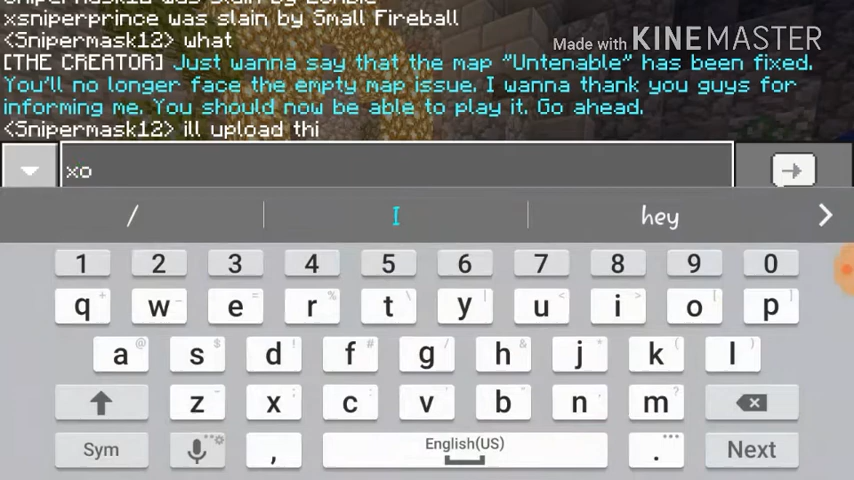 xsniperprince was slain by Small Fireball
<Snipermask12> what
Made with KINEMASTER
[THE CREATOR] Just wanna say that the map "Untenable" has been fixed.
You'll no longer face the empty map issue. I wanna thank you guys for
informing me. You should now be able to play it. Go ahead.
<Snipermask12> ill upload thi
xo
/ I hey
1 2 3 4 5 6 7 8 9 0
q w e r t y u i o p
a s d f g h j k l
z x c v b n m
Sym , English(US) . Next